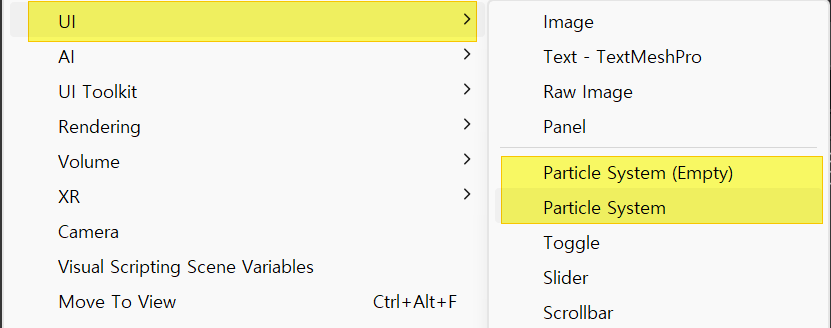 UI
AI
UI Toolkit
Rendering
Volume
XR
Camera
Visual Scripting Scene Variables
Move To View Ctrl+Alt+F
Image
Text - TextMeshPro
Raw Image
Panel
Particle System (Empty)
Particle System
Toggle
Slider
Scrollbar